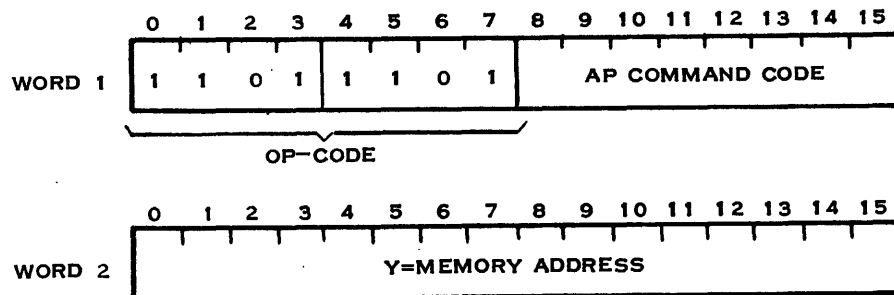 0 1 2 3 4 5 6 7 8 9 10 11 12 13 14 15
WORD 1 1 1 0 1 1 1 0 1 AP COMMAND CODE
OP-CODE
0 1 2 3 4 5 6 7 8 9 10 11 12 13 14 15
WORD 2 Y=MEMORY ADDRESS